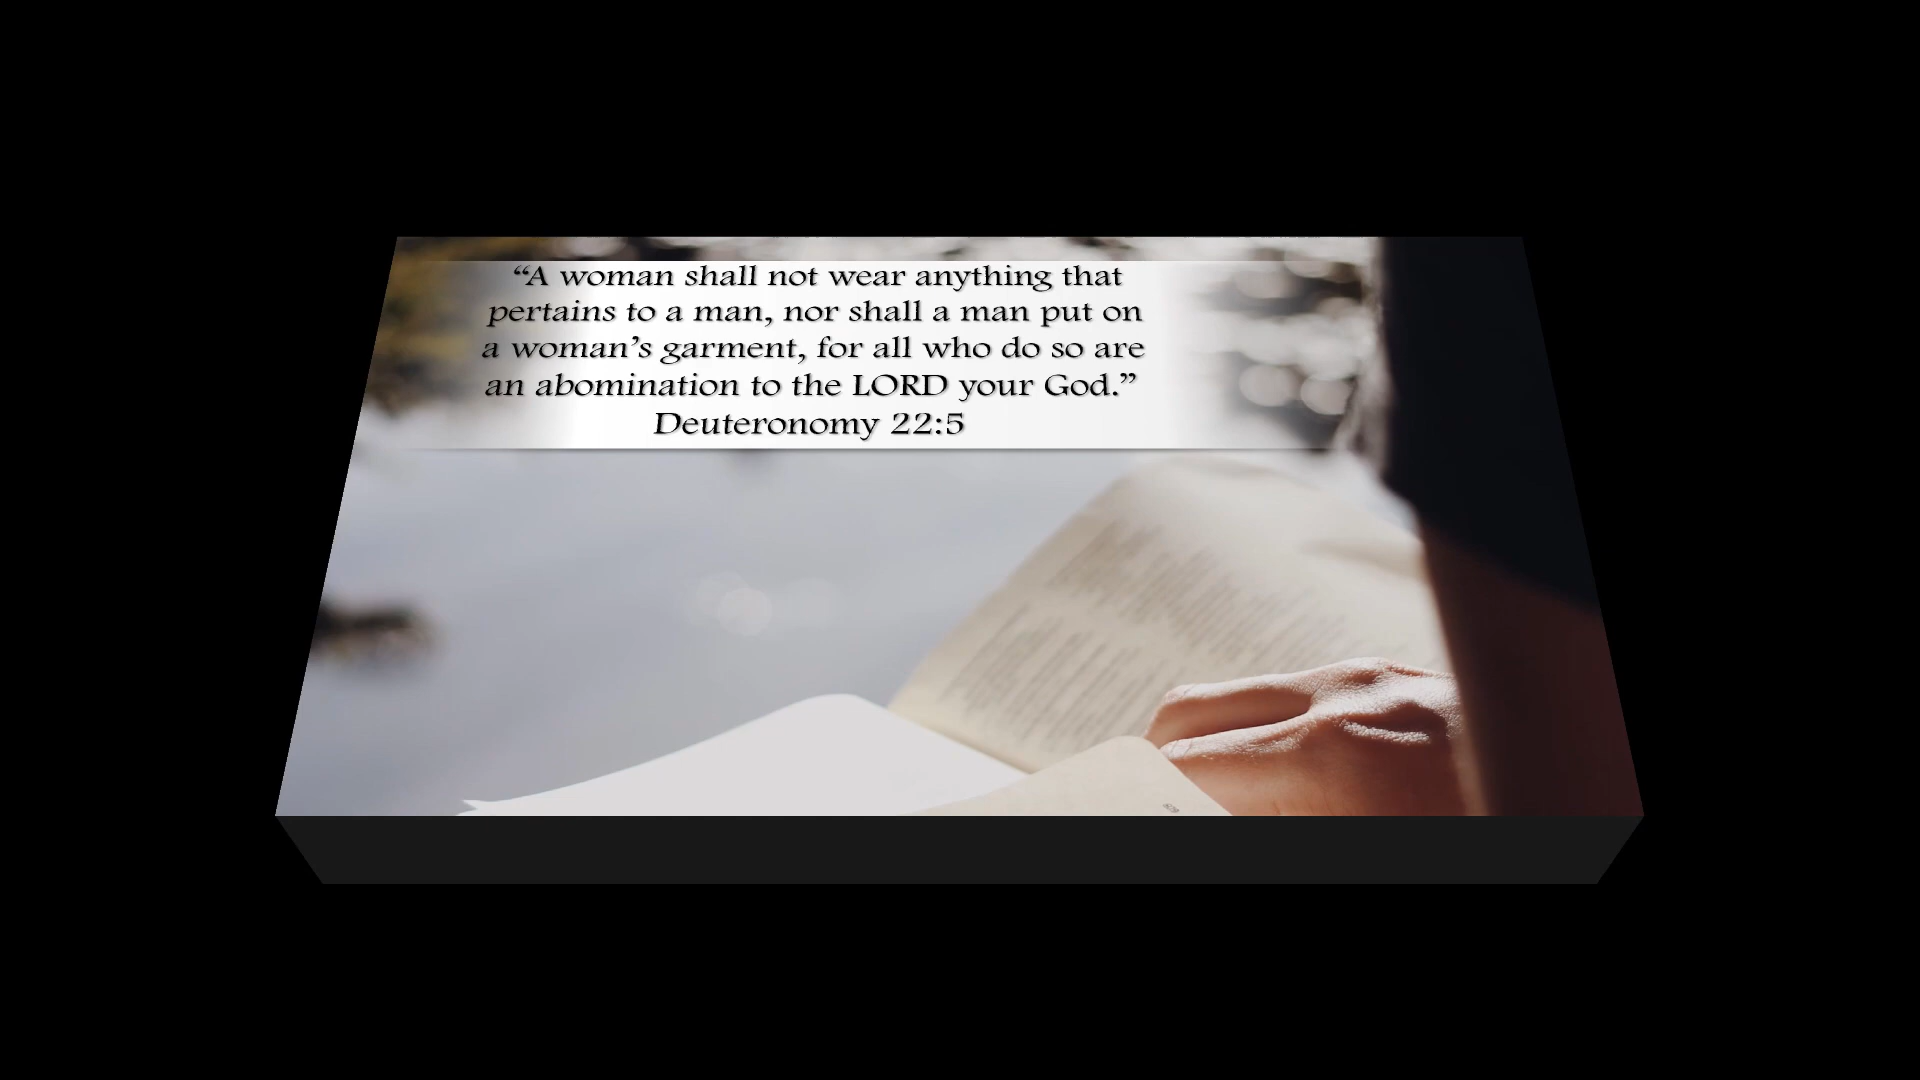 “A woman shall not wear anything that
pertains to a man, nor shall a man put on
a woman’s garment, for all who do so are
an abomination to the LORD your God.”
Deuteronomy 22:5